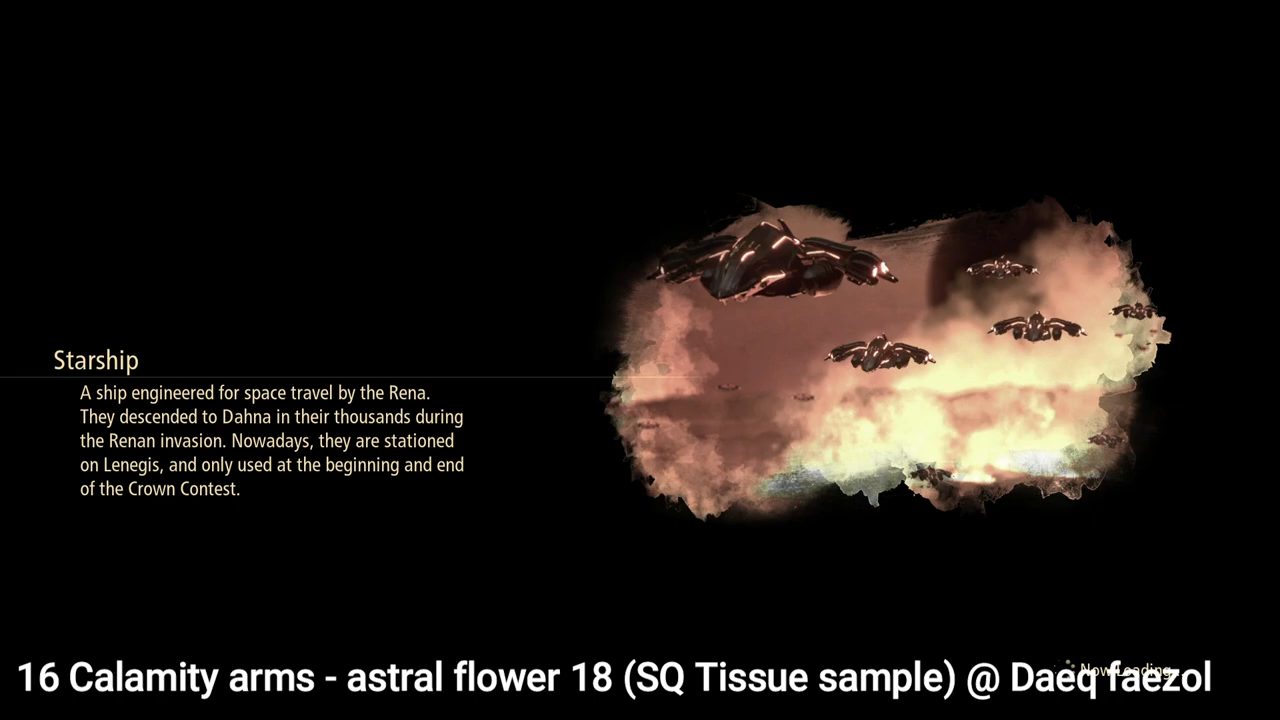 Starship
A ship engineered for space travel by the Rena.
They descended to Dahna in their thousands during
the Renan invasion. Nowadays, they are stationed
on Lenegis, and only used at the beginning and end
of the Crown Contest.
Now Loading...
16 Calamity arms - astral flower 18 (SQ Tissue sample) @ Daeq faezol